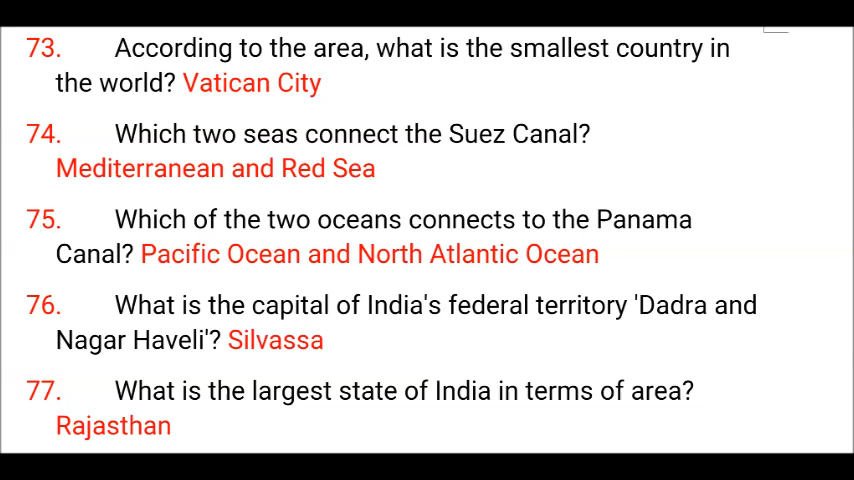 73. According to the area, what is the smallest country in
the world? Vatican City
74. Which two seas connect the Suez Canal?
Mediterranean and Red Sea
75. Which of the two oceans connects to the Panama
Canal? Pacific Ocean and North Atlantic Ocean
76. What is the capital of India's federal territory 'Dadra and
Nagar Haveli'? Silvassa
77. What is the largest state of India in terms of area?
Rajasthan